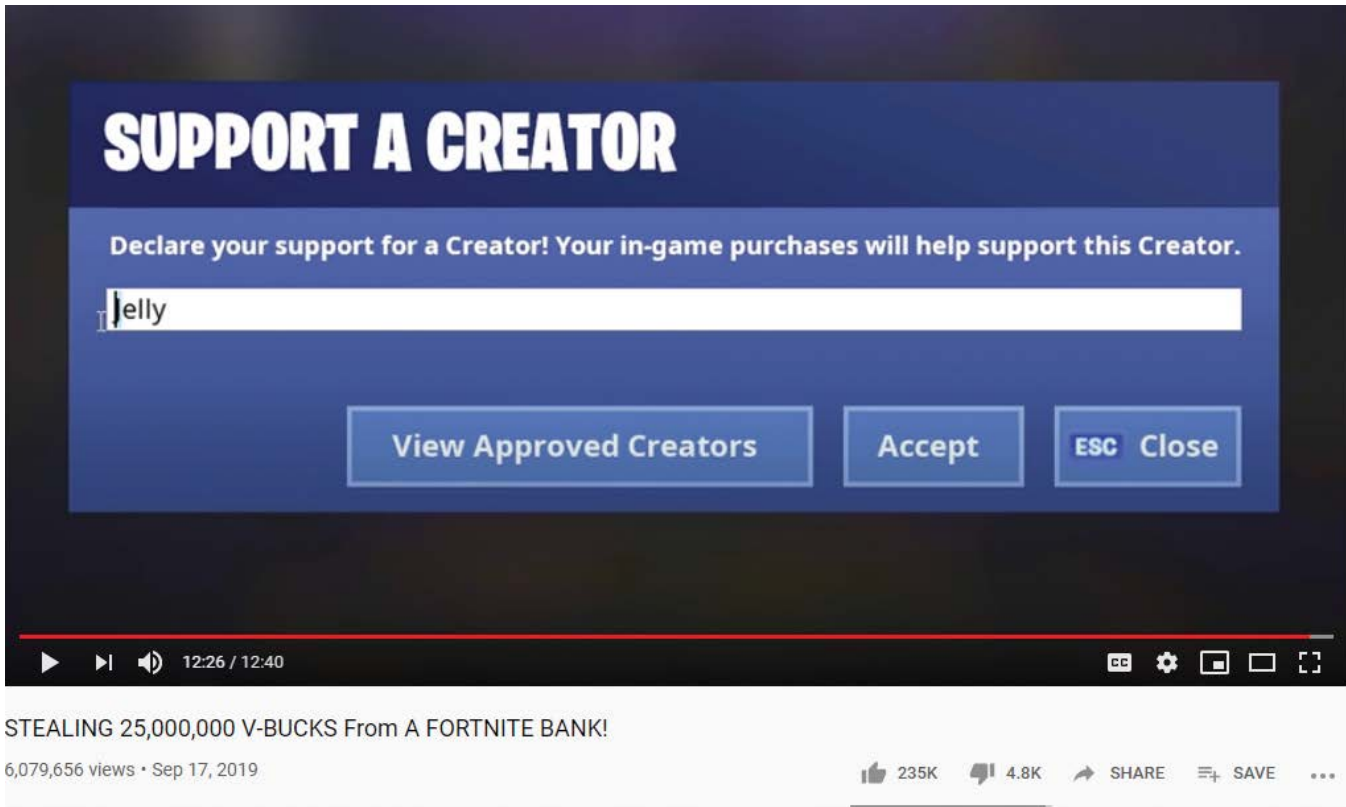 SUPPORT A CREATOR
Declare your support for a Creator! Your in-game purchases will help support this Creator.
Jelly
View Approved Creators Accept ESC Close
12:26 / 12:40 CC
STEALING 25,000,000 V-BUCKS From A FORTNITE BANK!
6,079,656 views • Sep 17, 2019 235K 4.8K SHARE SAVE